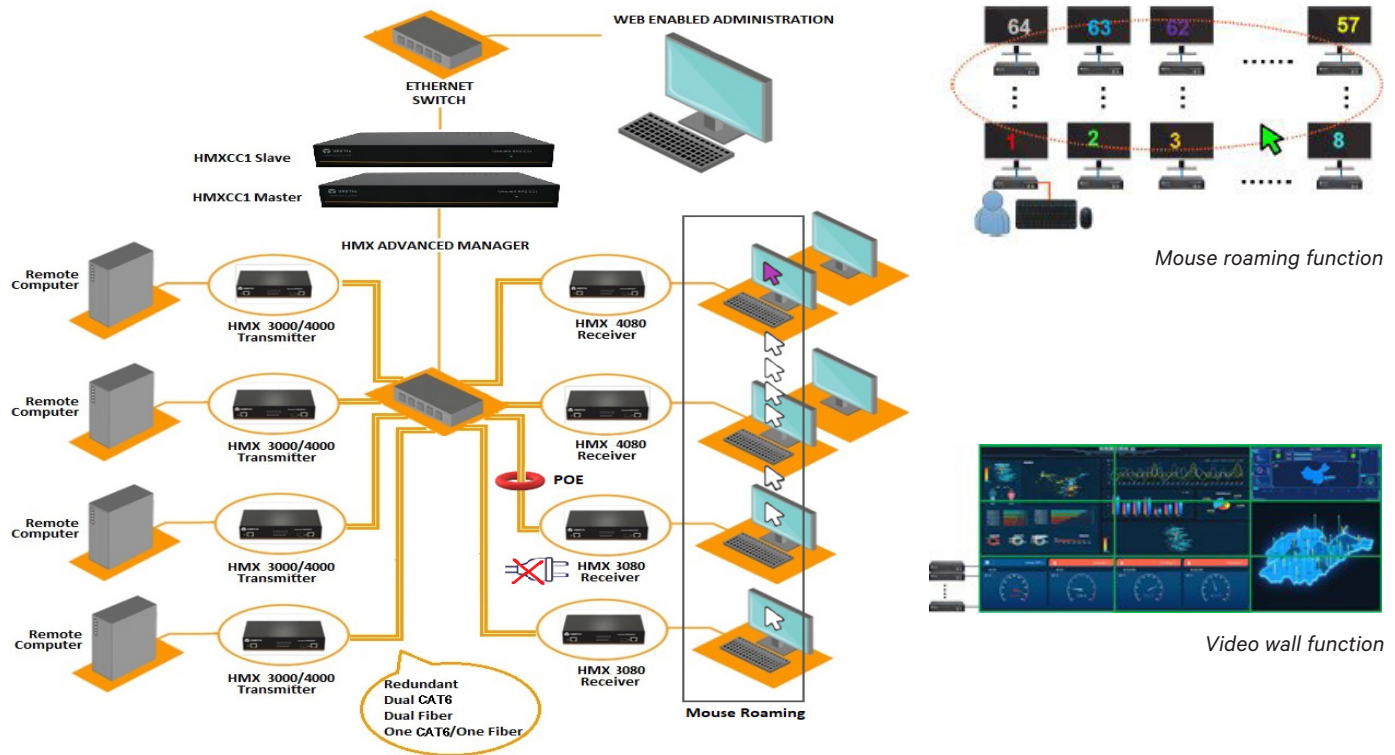 WEB ENABLED ADMINISTRATION
ETHERNET
SWITCH
HMXCC1 Slave
HMXCC1 Master
HMX ADVANCED MANAGER
Remote
Computer
HMX 3000/4000
Transmitter
HMX 4080
Receiver
Remote
Computer
HMX 3000/4000
Transmitter
HMX 4080
Receiver
POE
Remote
Computer
HMX 3000/4000
Transmitter
HMX 3080
Receiver
Remote
Computer
HMX 3000/4000
Transmitter
HMX 3080
Receiver
Redundant
Dual CAT6
Dual Fiber
One CAT6/One Fiber
Mouse Roaming
64
63
62
57
1
2
3
8
Mouse roaming function
Video wall function